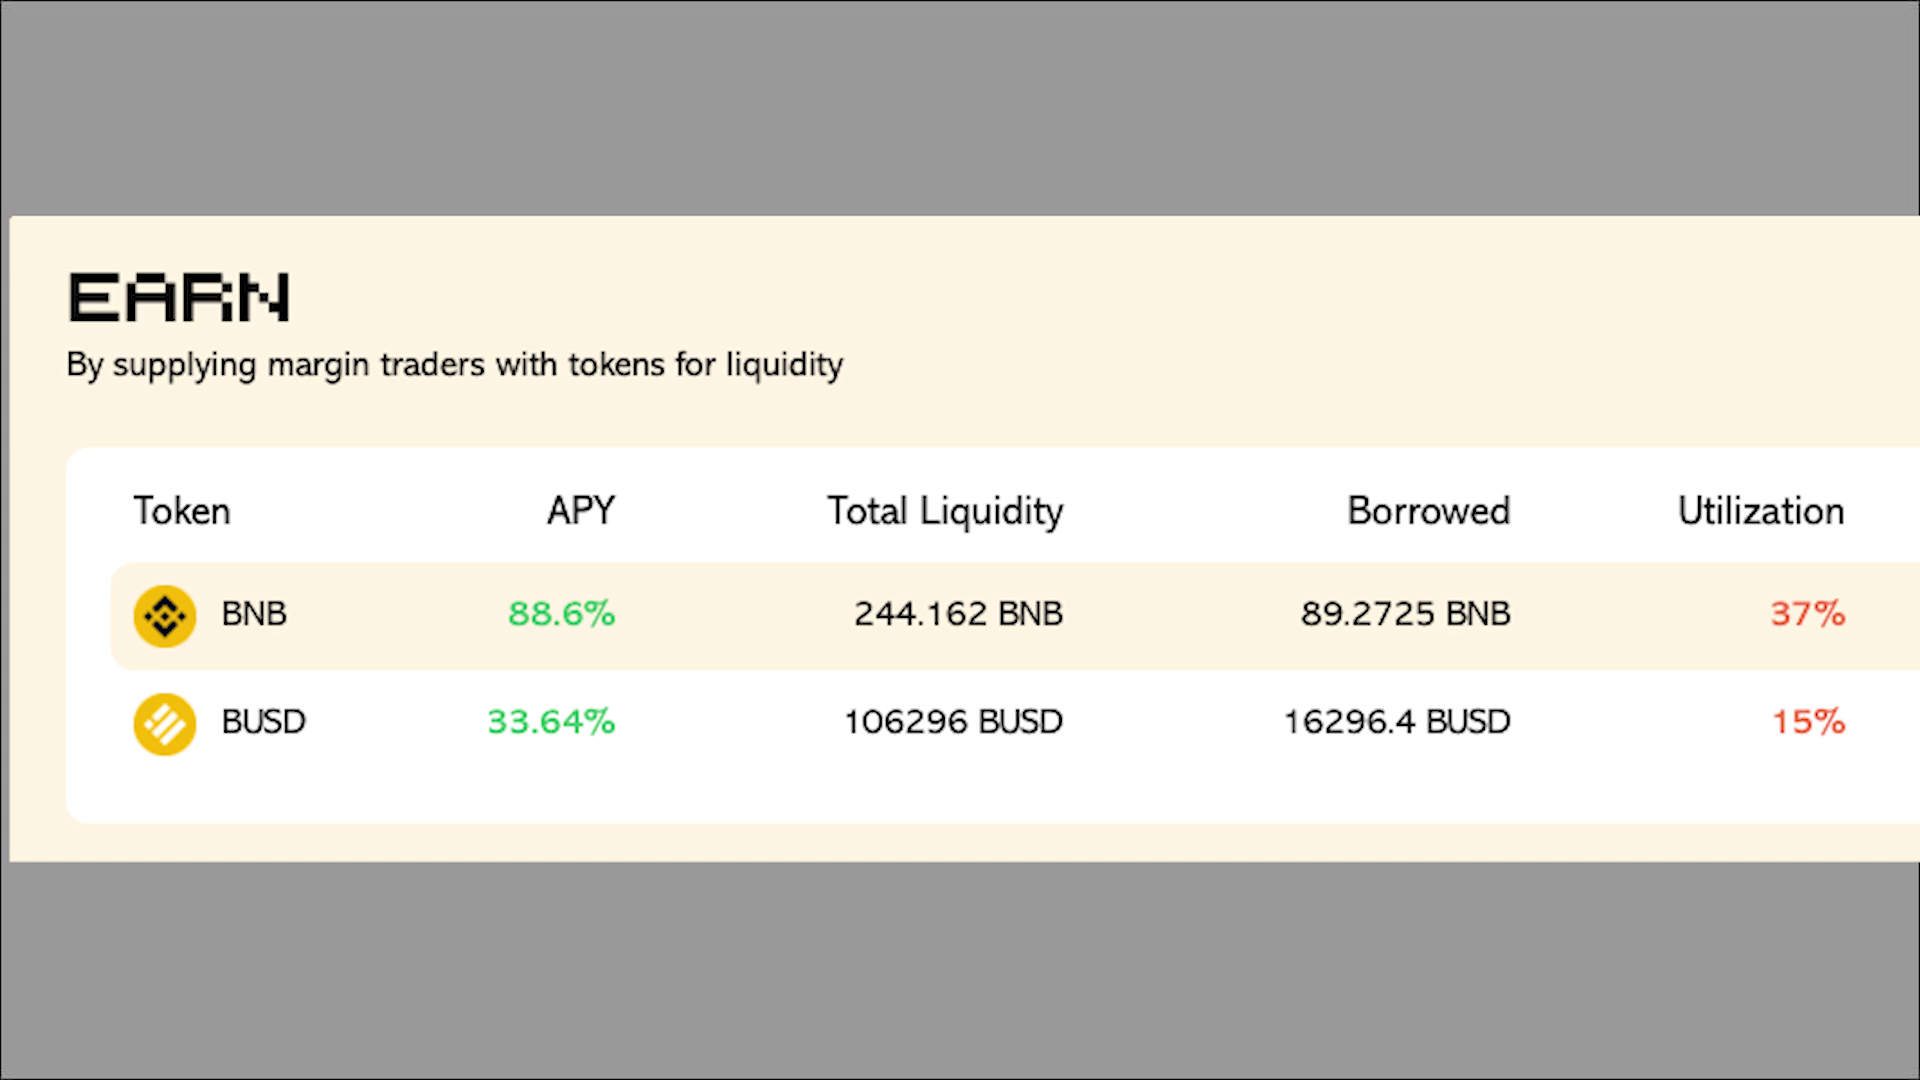 EARN
By supplying margin traders with tokens for liquidity
Token APY Total Liquidity Borrowed Utilization
BNB 88.6% 244.162 BNB 89.2725 BNB 37%
BUSD 33.64% 106296 BUSD 16296.4 BUSD 15%